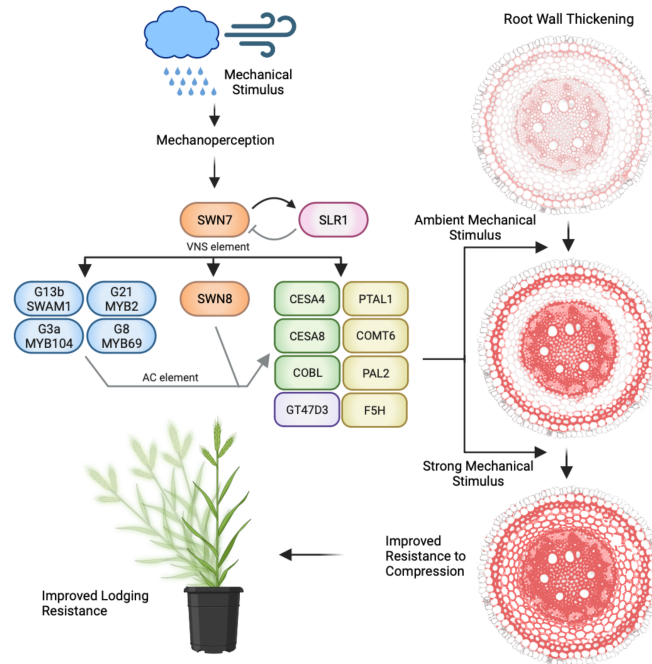 Root Wall Thickening
Mechanical
Stimulus
Mechanoperception
SWN7
SLR1
VNS element
Ambient Mechanical
Stimulus
G13b
SWAM1
G21
MYB2
G3a
MYB104
G8
MYB69
SWN8
CESA4
PTAL1
CESA8
COMT6
COBL
PAL2
GT47D3
F5H
AC element
Strong Mechanical
Stimulus
Improved
Resistance to
Compression
Improved Lodging
Resistance